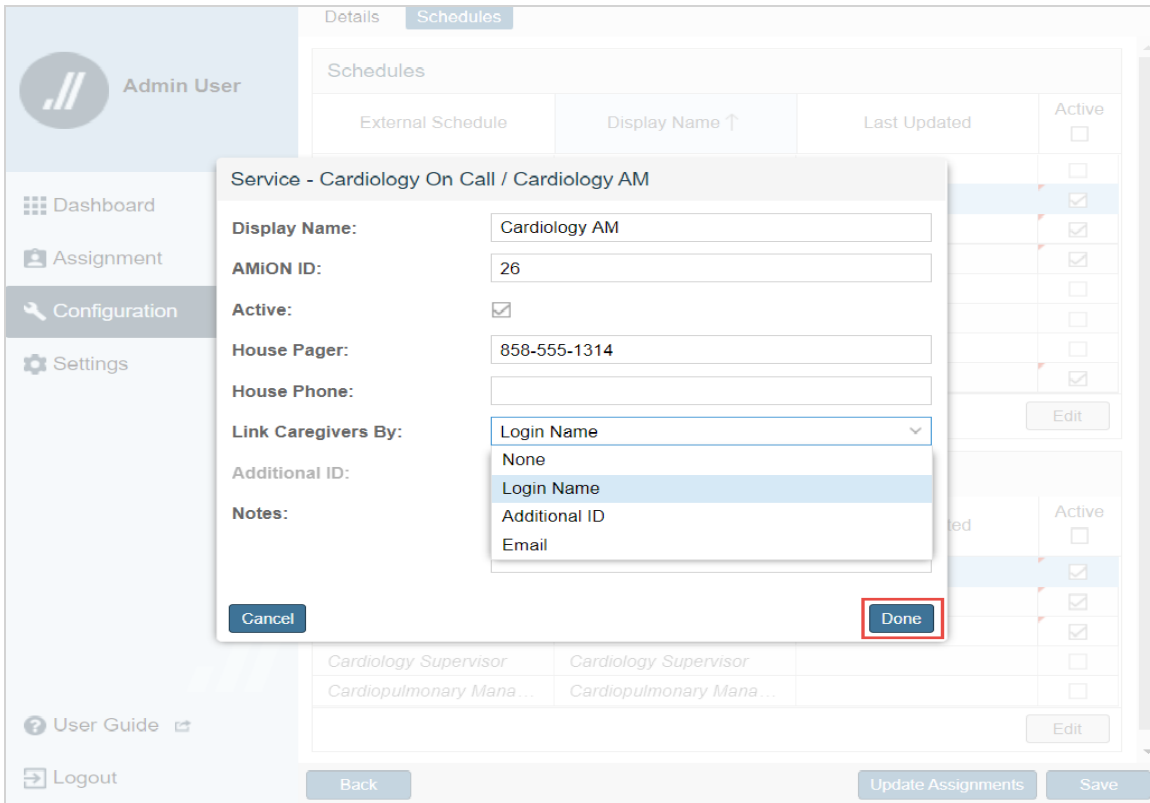 Details Schedules
Admin User
Schedules
External Schedule Display Name ↑ Last Updated Active
Service - Cardiology On Call / Cardiology AM
Dashboard
Assignment
Configuration
Settings
Display Name: Cardiology AM
AMiON ID: 26
Active:
House Pager: 858-555-1314
House Phone:
Link Caregivers By: Login Name
None
Additional ID:
Login Name
Notes:
Additional ID
Email
Edit
Active
Cancel Done
Cardiology Supervisor Cardiology Supervisor
Cardiopulmonary Mana... Cardiopulmonary Mana...
Edit
User Guide
Logout
Back Update Assignments Save